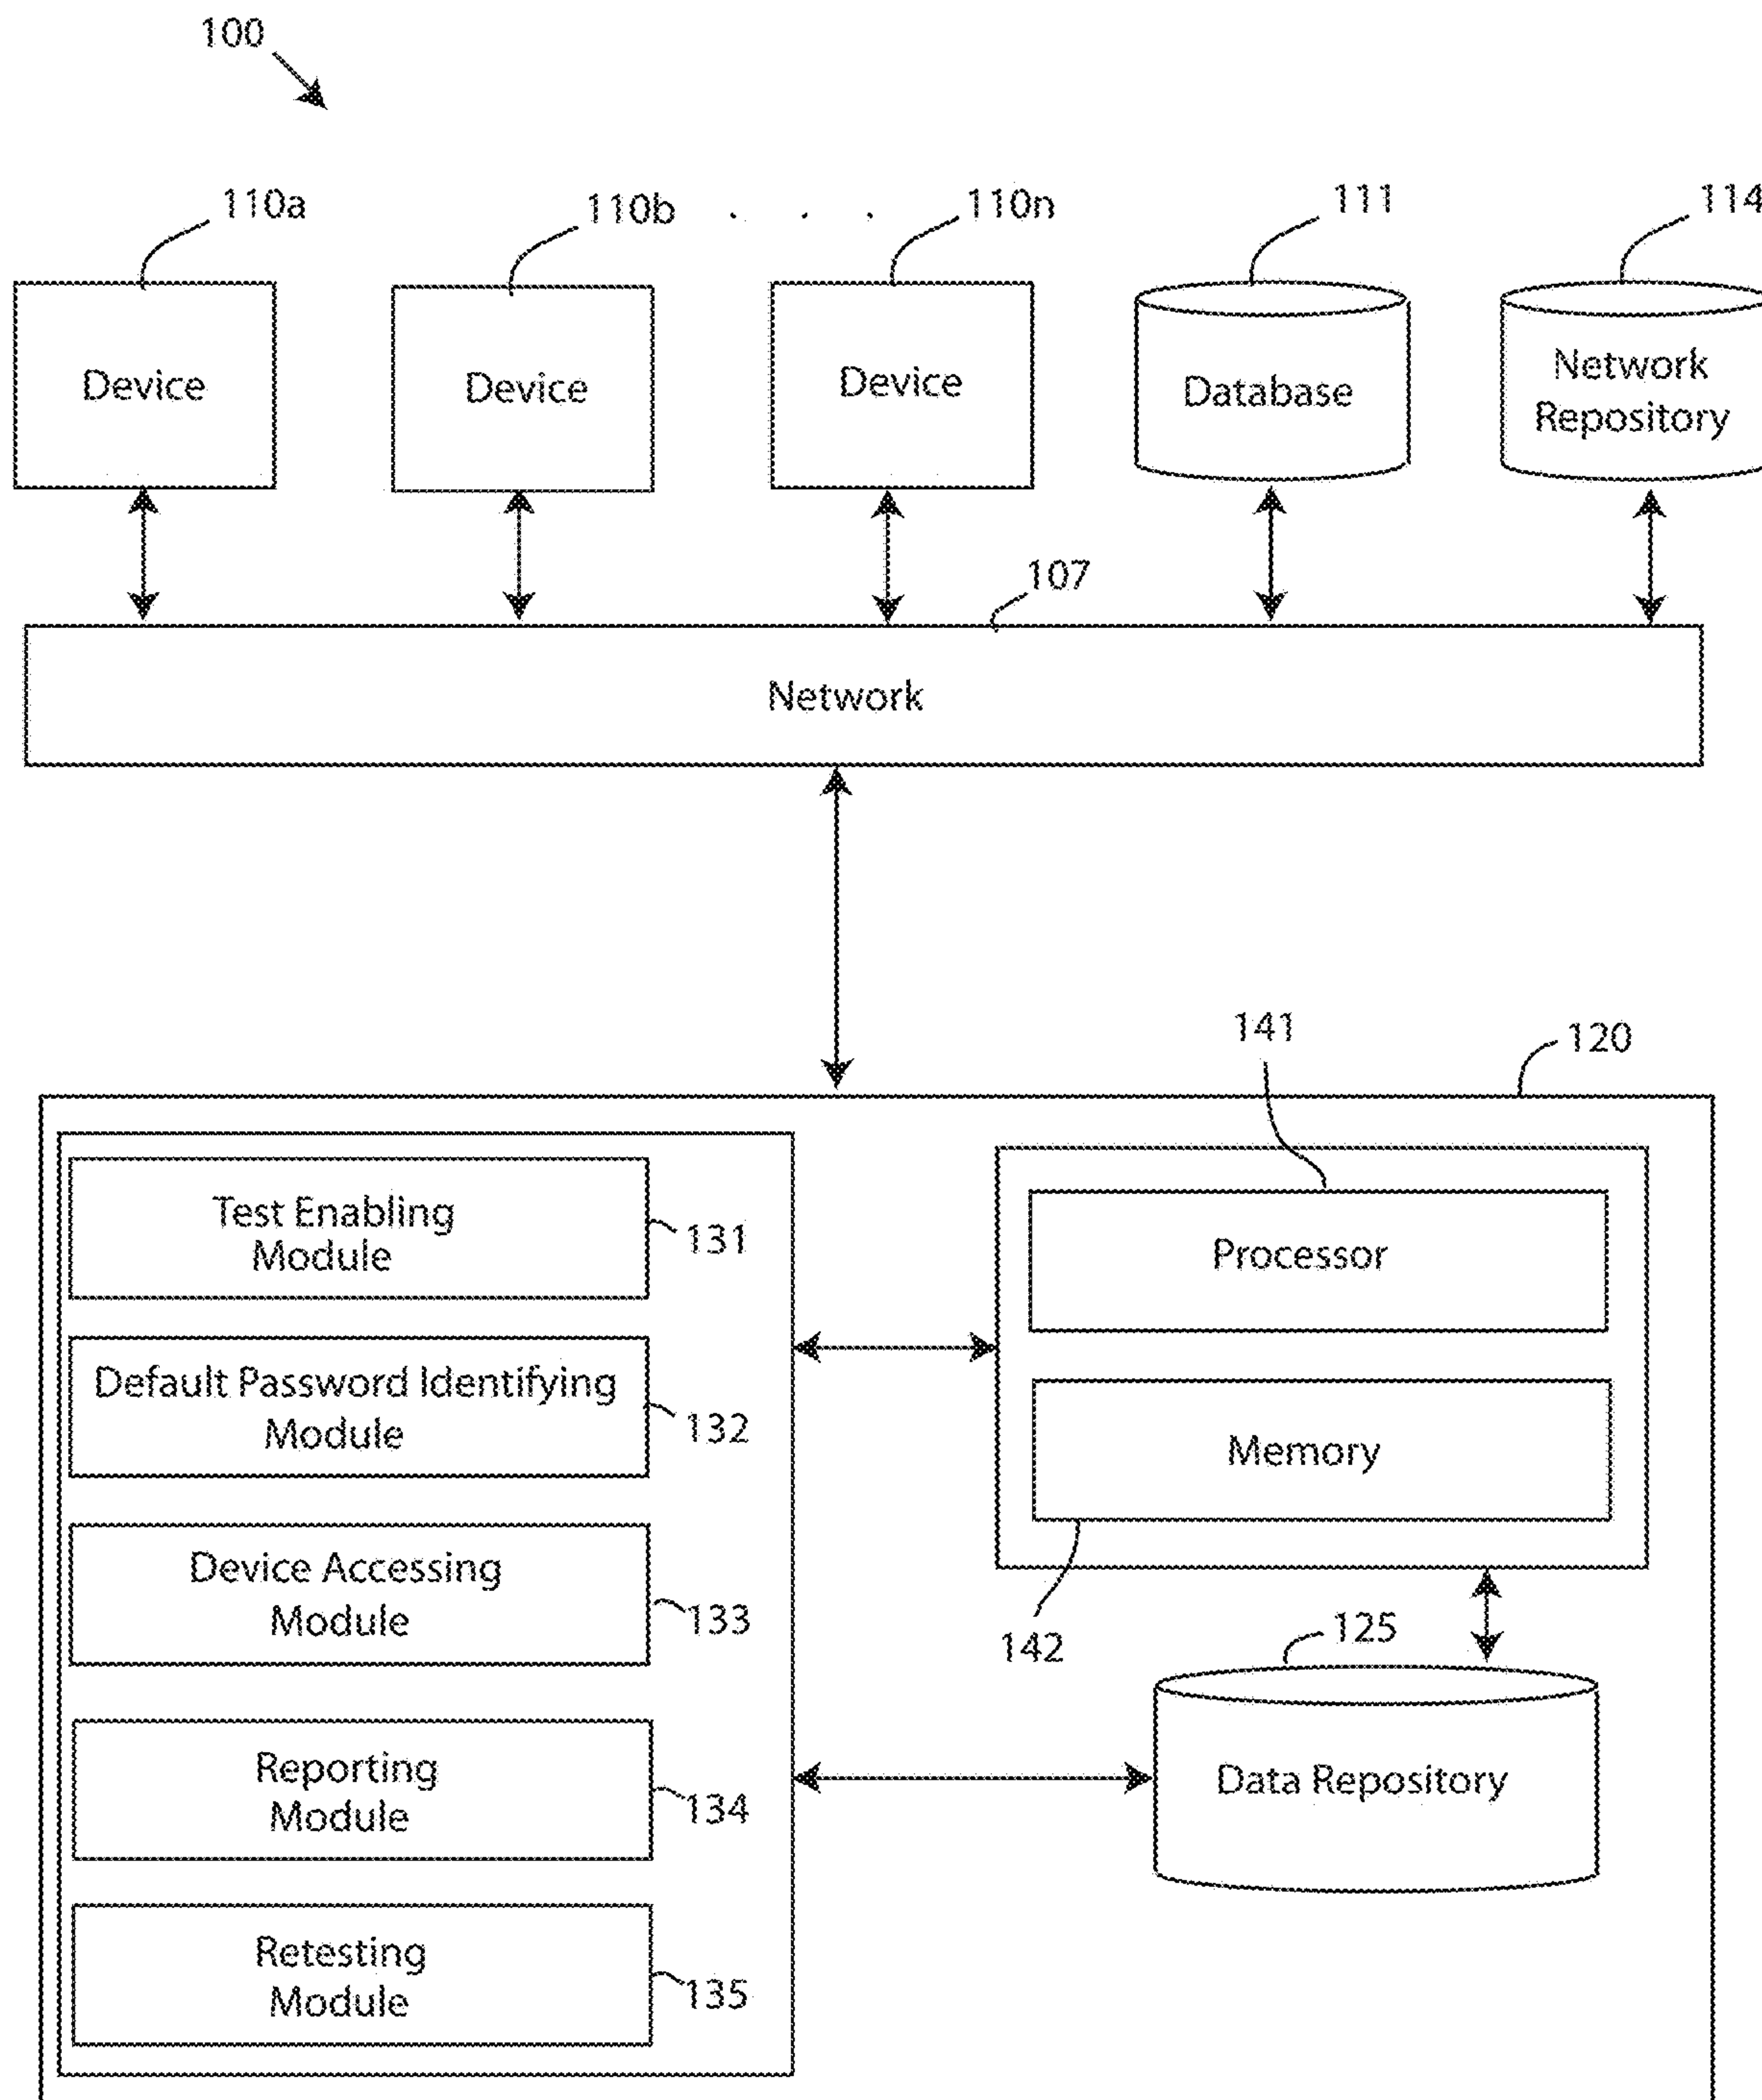 100
110a
110b
. . .
110n
111
114
Device
Device
Device
Database
Network
Repository
107
Network
141
120
Test Enabling
Module
131
Processor
Default Password Identifying
Module
132
Memory
Device Accessing
Module
133
142
125
Reporting
Module
134
Data Repository
Retesting
Module
135